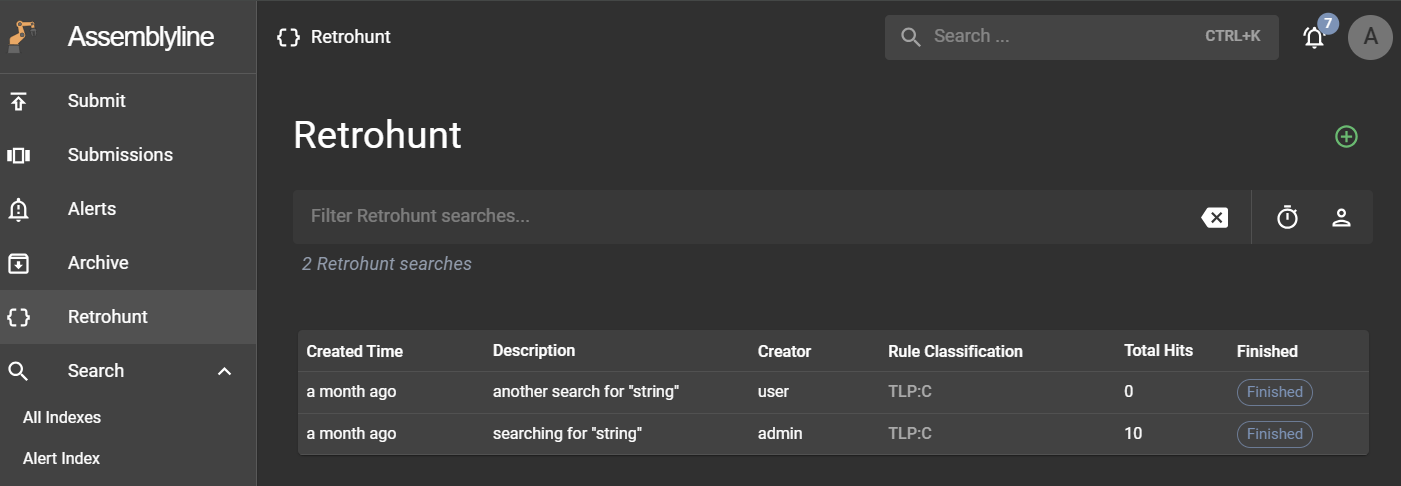 Assemblyline
Retrohunt
Search ... CTRL+K
7
A
Submit
Submissions
Alerts
Archive
Retrohunt
Search
All Indexes
Alert Index
Retrohunt
Filter Retrohunt searches...
2 Retrohunt searches
Created Time Description Creator Rule Classification Total Hits Finished
a month ago another search for "string" user TLP:C 0 Finished
a month ago searching for "string" admin TLP:C 10 Finished